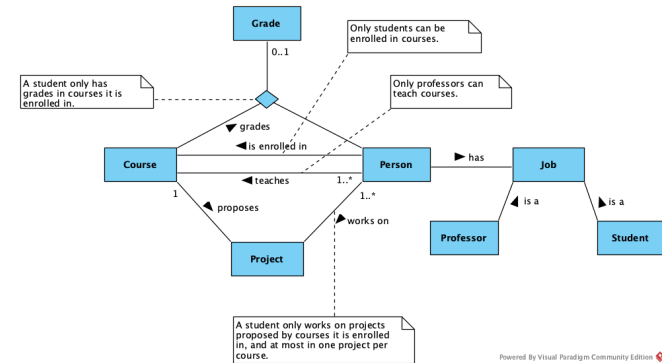 Grade
0..1
Only students can be
enrolled in courses.
A student only has
grades in courses it is
enrolled in.
Only professors can
teach courses.
grades
is enrolled in
Course
Person
has
Job
teaches
1..*
1
1..*
proposes
works on
is a
is a
Professor
Student
Project
A student only works on projects
proposed by courses it is enrolled
in, and at most in one project per
course.
Powered By Visual Paradigm Community Edition